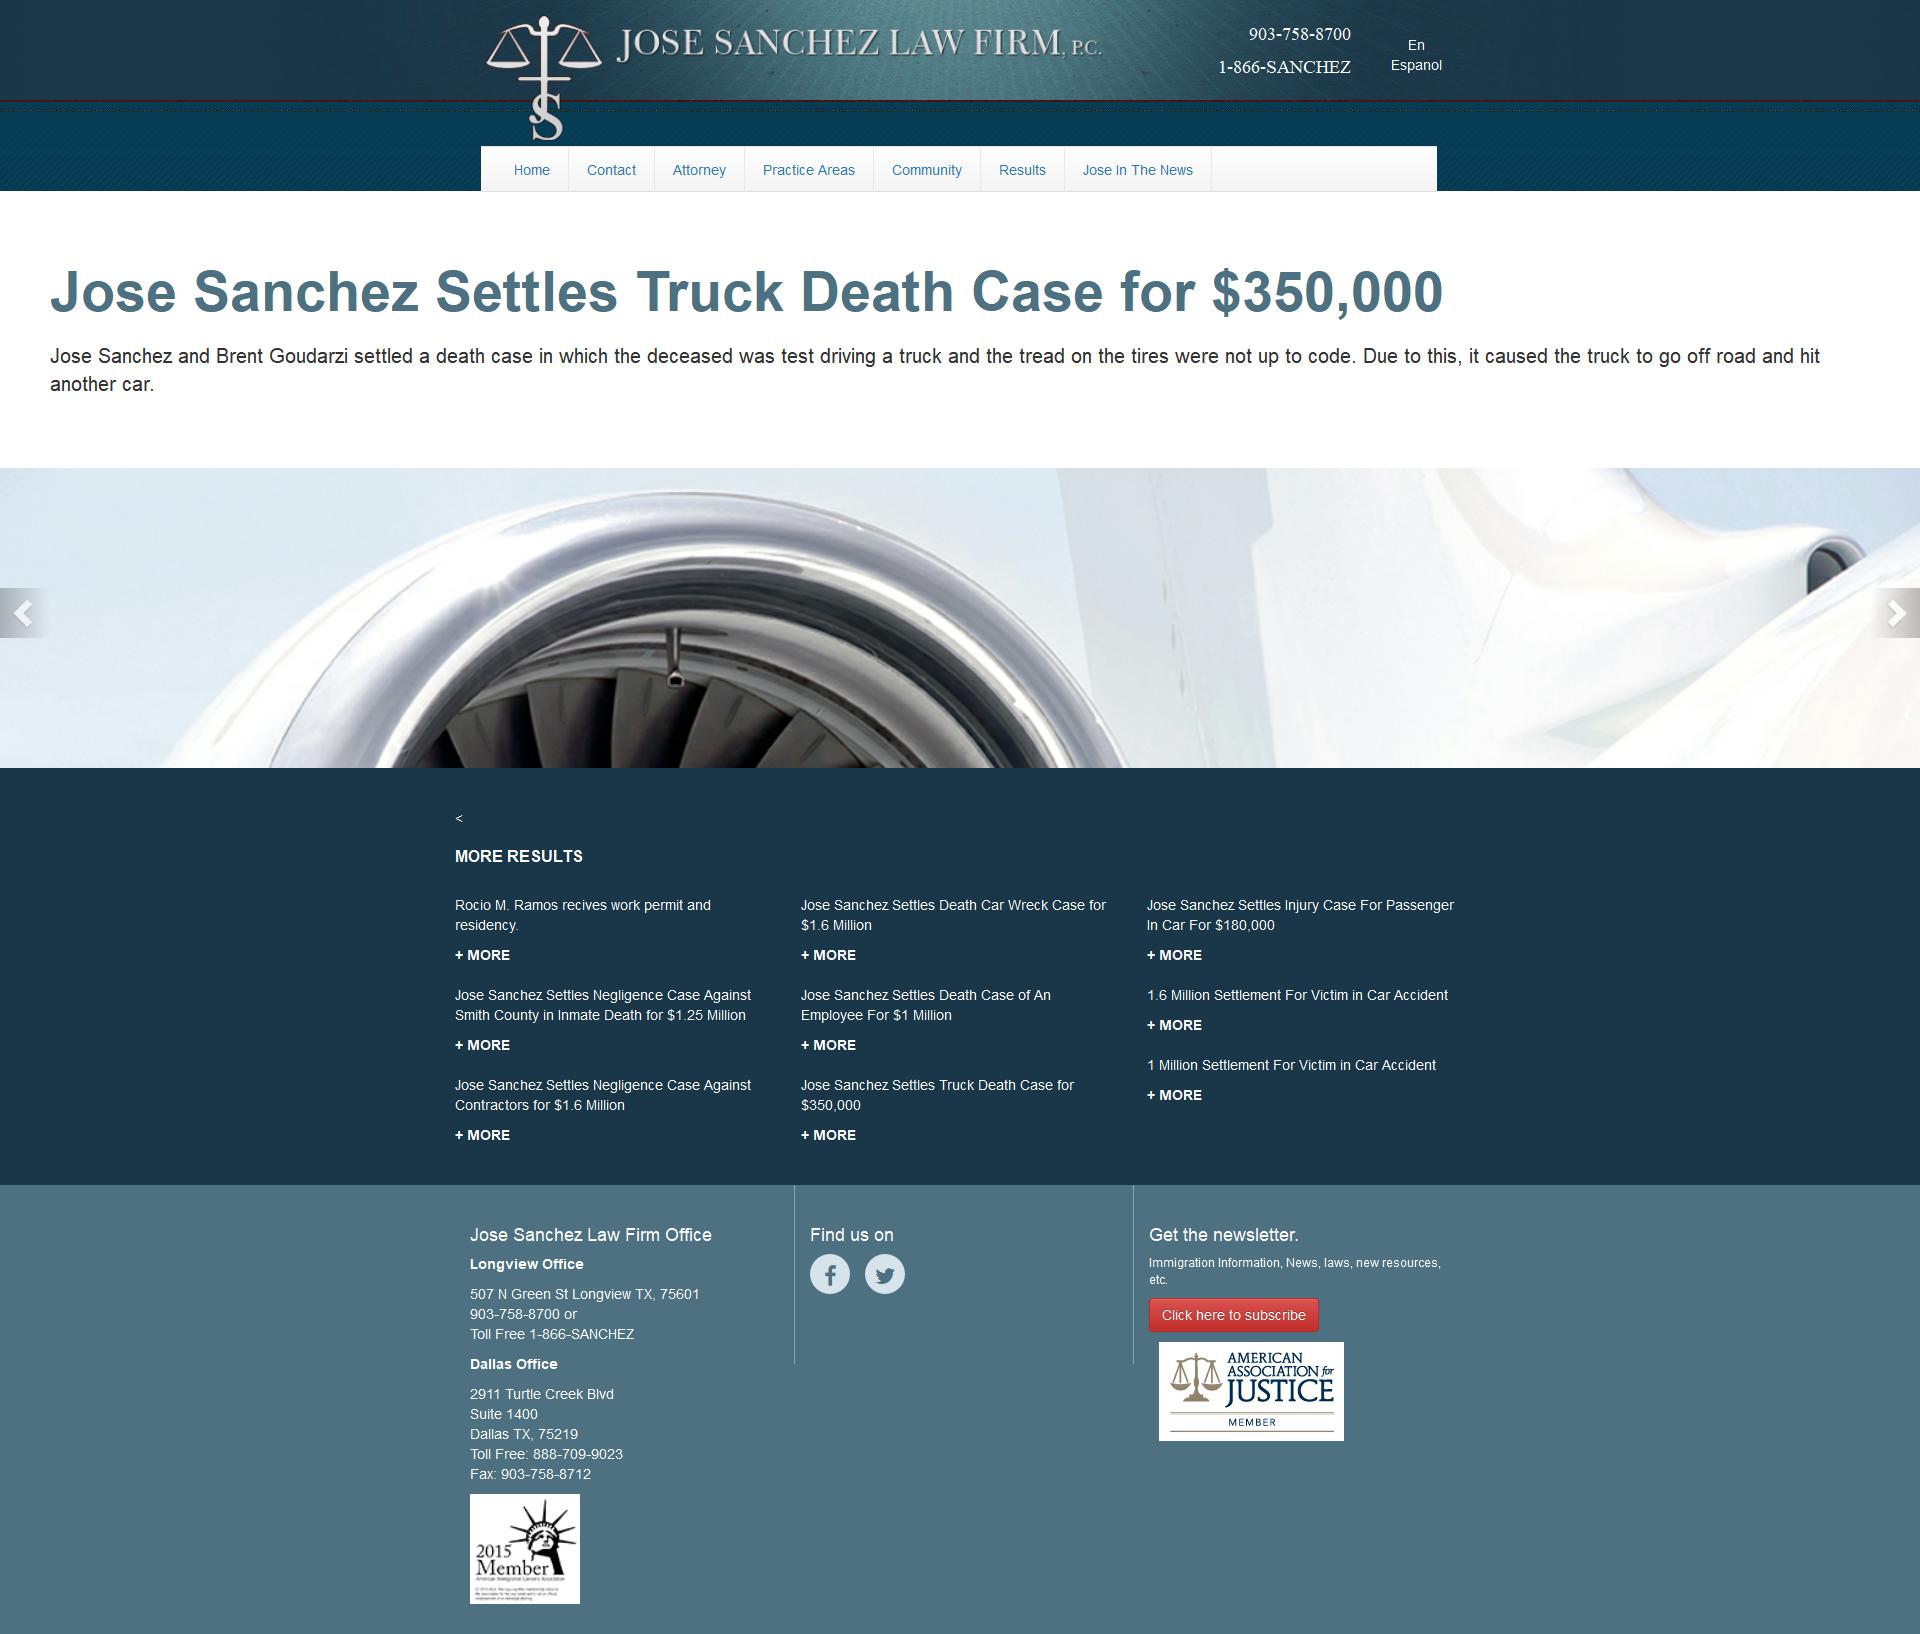 JOSE SANCHEZ LAW FIRM, P.C.
903-758-8700
1-866-SANCHEZ
En
Espanol
JS
Home
Contact
Attorney
Practice Areas
Community
Results
Jose In The News
Jose Sanchez Settles Truck Death Case for $350,000
Jose Sanchez and Brent Goudarzi settled a death case in which the deceased was test driving a truck and the tread on the tires were not up to code. Due to this, it caused the truck to go off road and hit
another car.
<
MORE RESULTS
Rocio M. Ramos recives work permit and
residency.
+ MORE
Jose Sanchez Settles Negligence Case Against
Smith County in Inmate Death for $1.25 Million
+ MORE
Jose Sanchez Settles Negligence Case Against
Contractors for $1.6 Million
+ MORE
Jose Sanchez Settles Death Car Wreck Case for
$1.6 Million
+ MORE
Jose Sanchez Settles Death Case of An
Employee For $1 Million
+ MORE
Jose Sanchez Settles Truck Death Case for
$350,000
+ MORE
Jose Sanchez Settles Injury Case For Passenger
In Car For $180,000
+ MORE
1.6 Million Settlement For Victim in Car Accident
+ MORE
1 Million Settlement For Victim in Car Accident
+ MORE
Jose Sanchez Law Firm Office
Longview Office
507 N Green St Longview TX, 75601
903-758-8700 or
Toll Free 1-866-SANCHEZ
Dallas Office
2911 Turtle Creek Blvd
Suite 1400
Dallas TX, 75219
Toll Free: 888-709-9023
Fax: 903-758-8712
2015
Member
American Immigration Lawyers Association
Find us on
Get the newsletter.
Immigration Information, News, laws, new resources,
etc.
Click here to subscribe
AMERICAN
ASSOCIATION for
JUSTICE
MEMBER